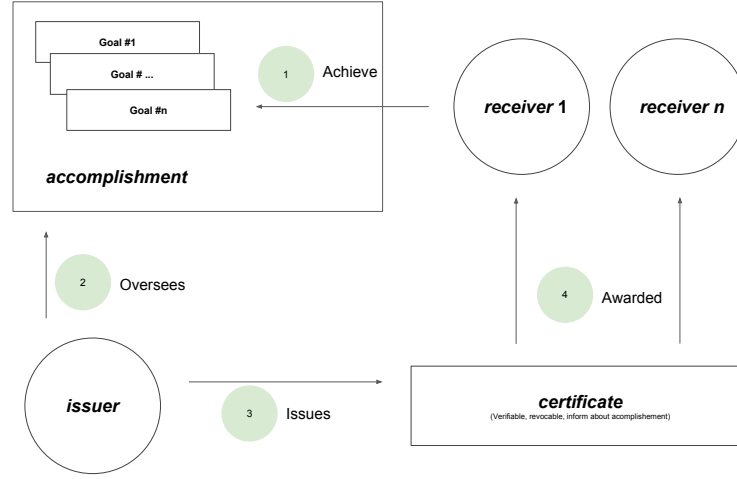 Goal #1
Goal # ...
Goal #n
accomplishment
1
Achieve
receiver 1
receiver n
2
Oversees
4
Awarded
issuer
3
Issues
certificate
(Verifiable, revocable, inform about acomplishement)